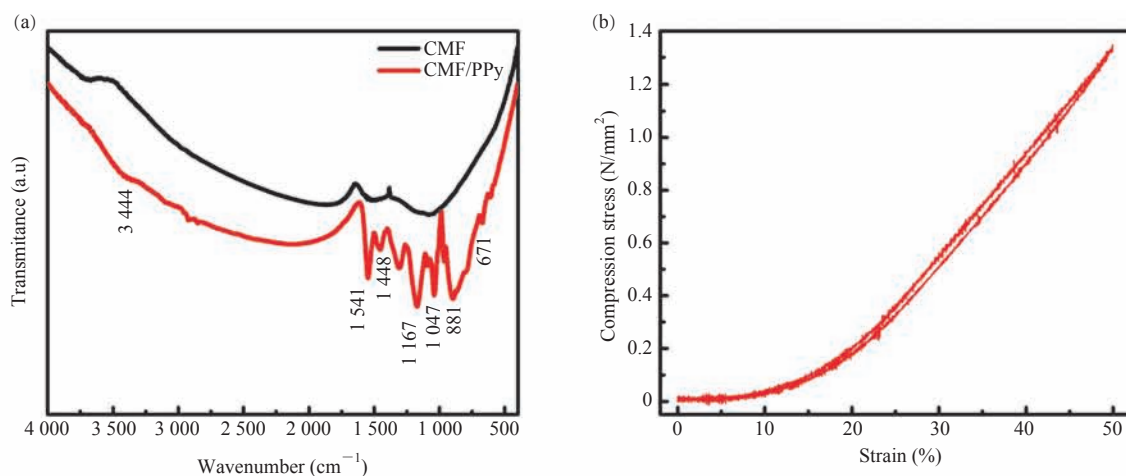 (a)
CMF
CMF/PPy
Transmitance (a.u)
3 444
1 541
1 448
1 167
1 047
881
671
4 000 3 500 3 000 2 500 2 000 1 500 1 000 500
Wavenumber (cm⁻¹)
(b)
Compression stress (N/mm²)
1.4
1.2
1.0
0.8
0.6
0.4
0.2
0
0 10 20 30 40 50
Strain (%)